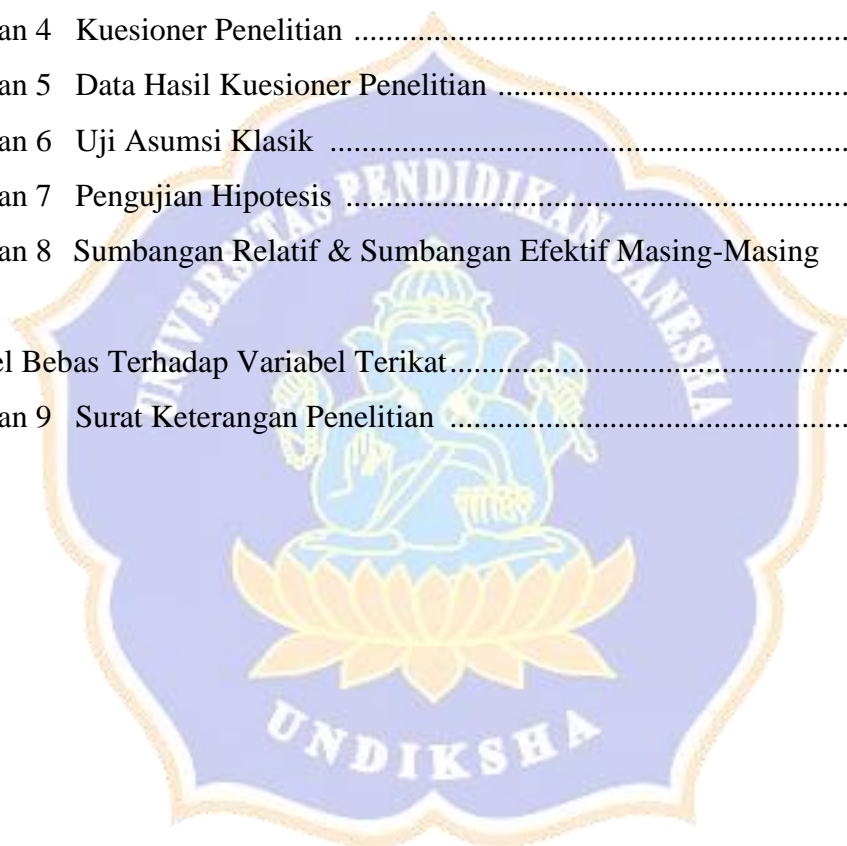 an 4 Kuesioner Penelitian ..............................................................
an 5 Data Hasil Kuesioner Penelitian ............................................
an 6 Uji Asumsi Klasik .................................................................
an 7 Pengujian Hipotesis ...............................................................
an 8 Sumbangan Relatif & Sumbangan Efektif Masing-Masing
el Bebas Terhadap Variabel Terikat..................................................
an 9 Surat Keterangan Penelitian ..................................................
UNIVERSITAS PENDIDIKAN GANESHA
UNDIKSHA